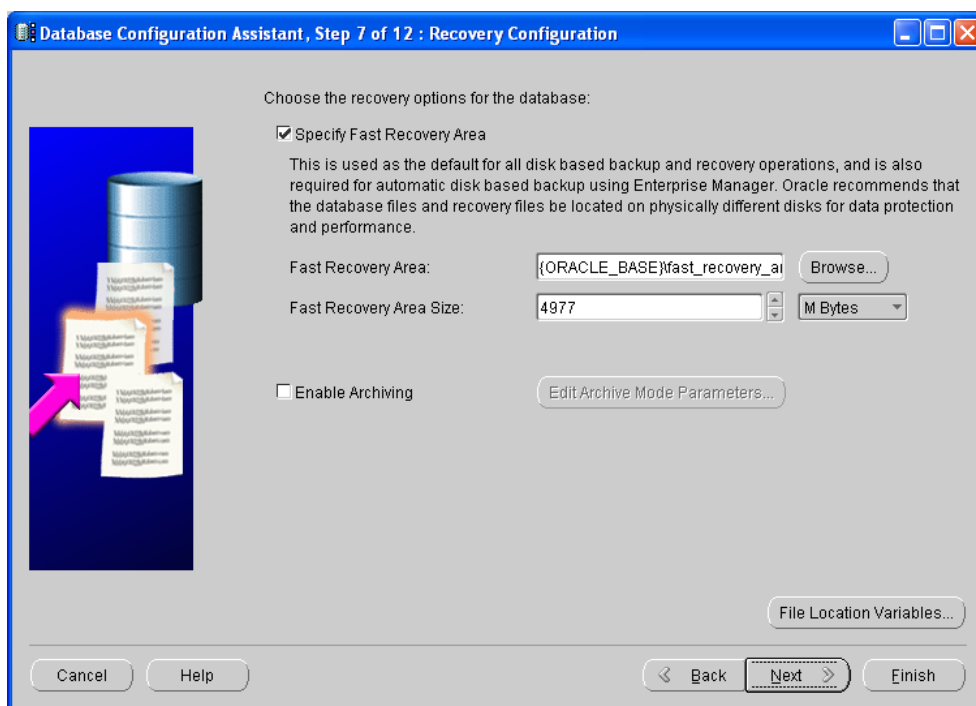 Database Configuration Assistant, Step 7 of 12 : Recovery Configuration
Choose the recovery options for the database:
Specify Fast Recovery Area
This is used as the default for all disk based backup and recovery operations, and is also
required for automatic disk based backup using Enterprise Manager. Oracle recommends that
the database files and recovery files be located on physically different disks for data protection
and performance.
Fast Recovery Area: {ORACLE_BASE}\fast_recovery_a Browse...
Fast Recovery Area Size: 4977 M Bytes
Enable Archiving Edit Archive Mode Parameters...
File Location Variables...
Cancel Help Back Next Finish